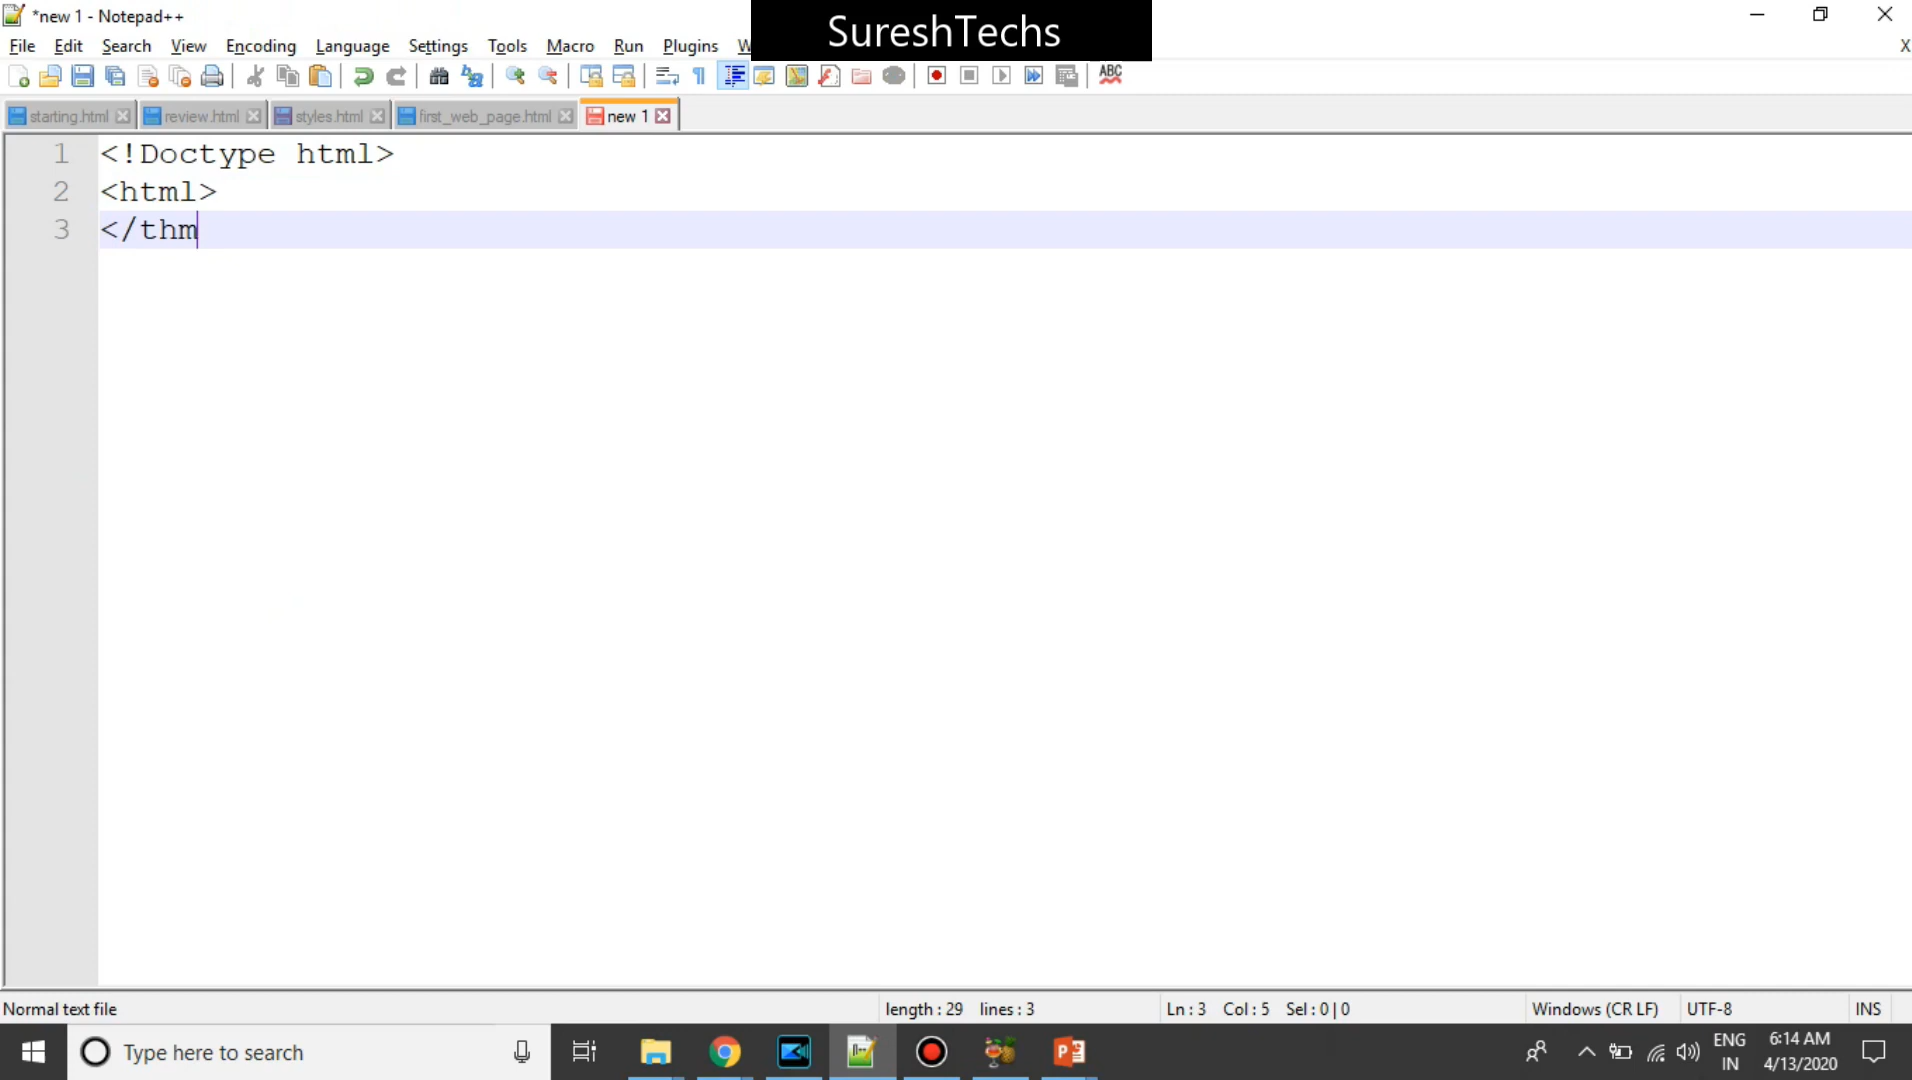 *new 1 - Notepad++
SureshTechs
File Edit Search View Encoding Language Settings Tools Macro Run Plugins W
X
ABC
starting.html review.html styles.html first_web_page.html new 1
1 <!Doctype html>
2 <html>
3 </thm
Normal text file length : 29 lines : 3 Ln : 3 Col : 5 Sel : 0 | 0 Windows (CR LF) UTF-8 INS
Type here to search
ENG
IN
6:14 AM
4/13/2020